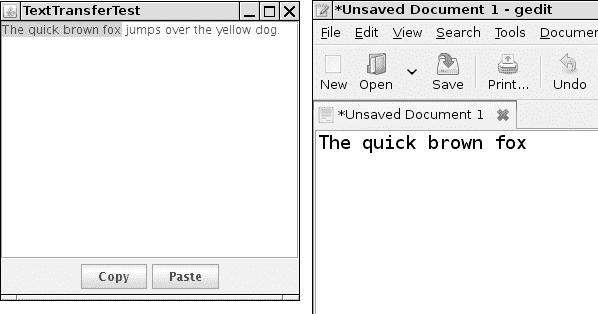 TextTransferTest
The quick brown fox jumps over the yellow dog.
Copy Paste
*Unsaved Document 1 - gedit
File Edit View Search Tools Documen
New Open Save Print... Undo
*Unsaved Document 1
The quick brown fox